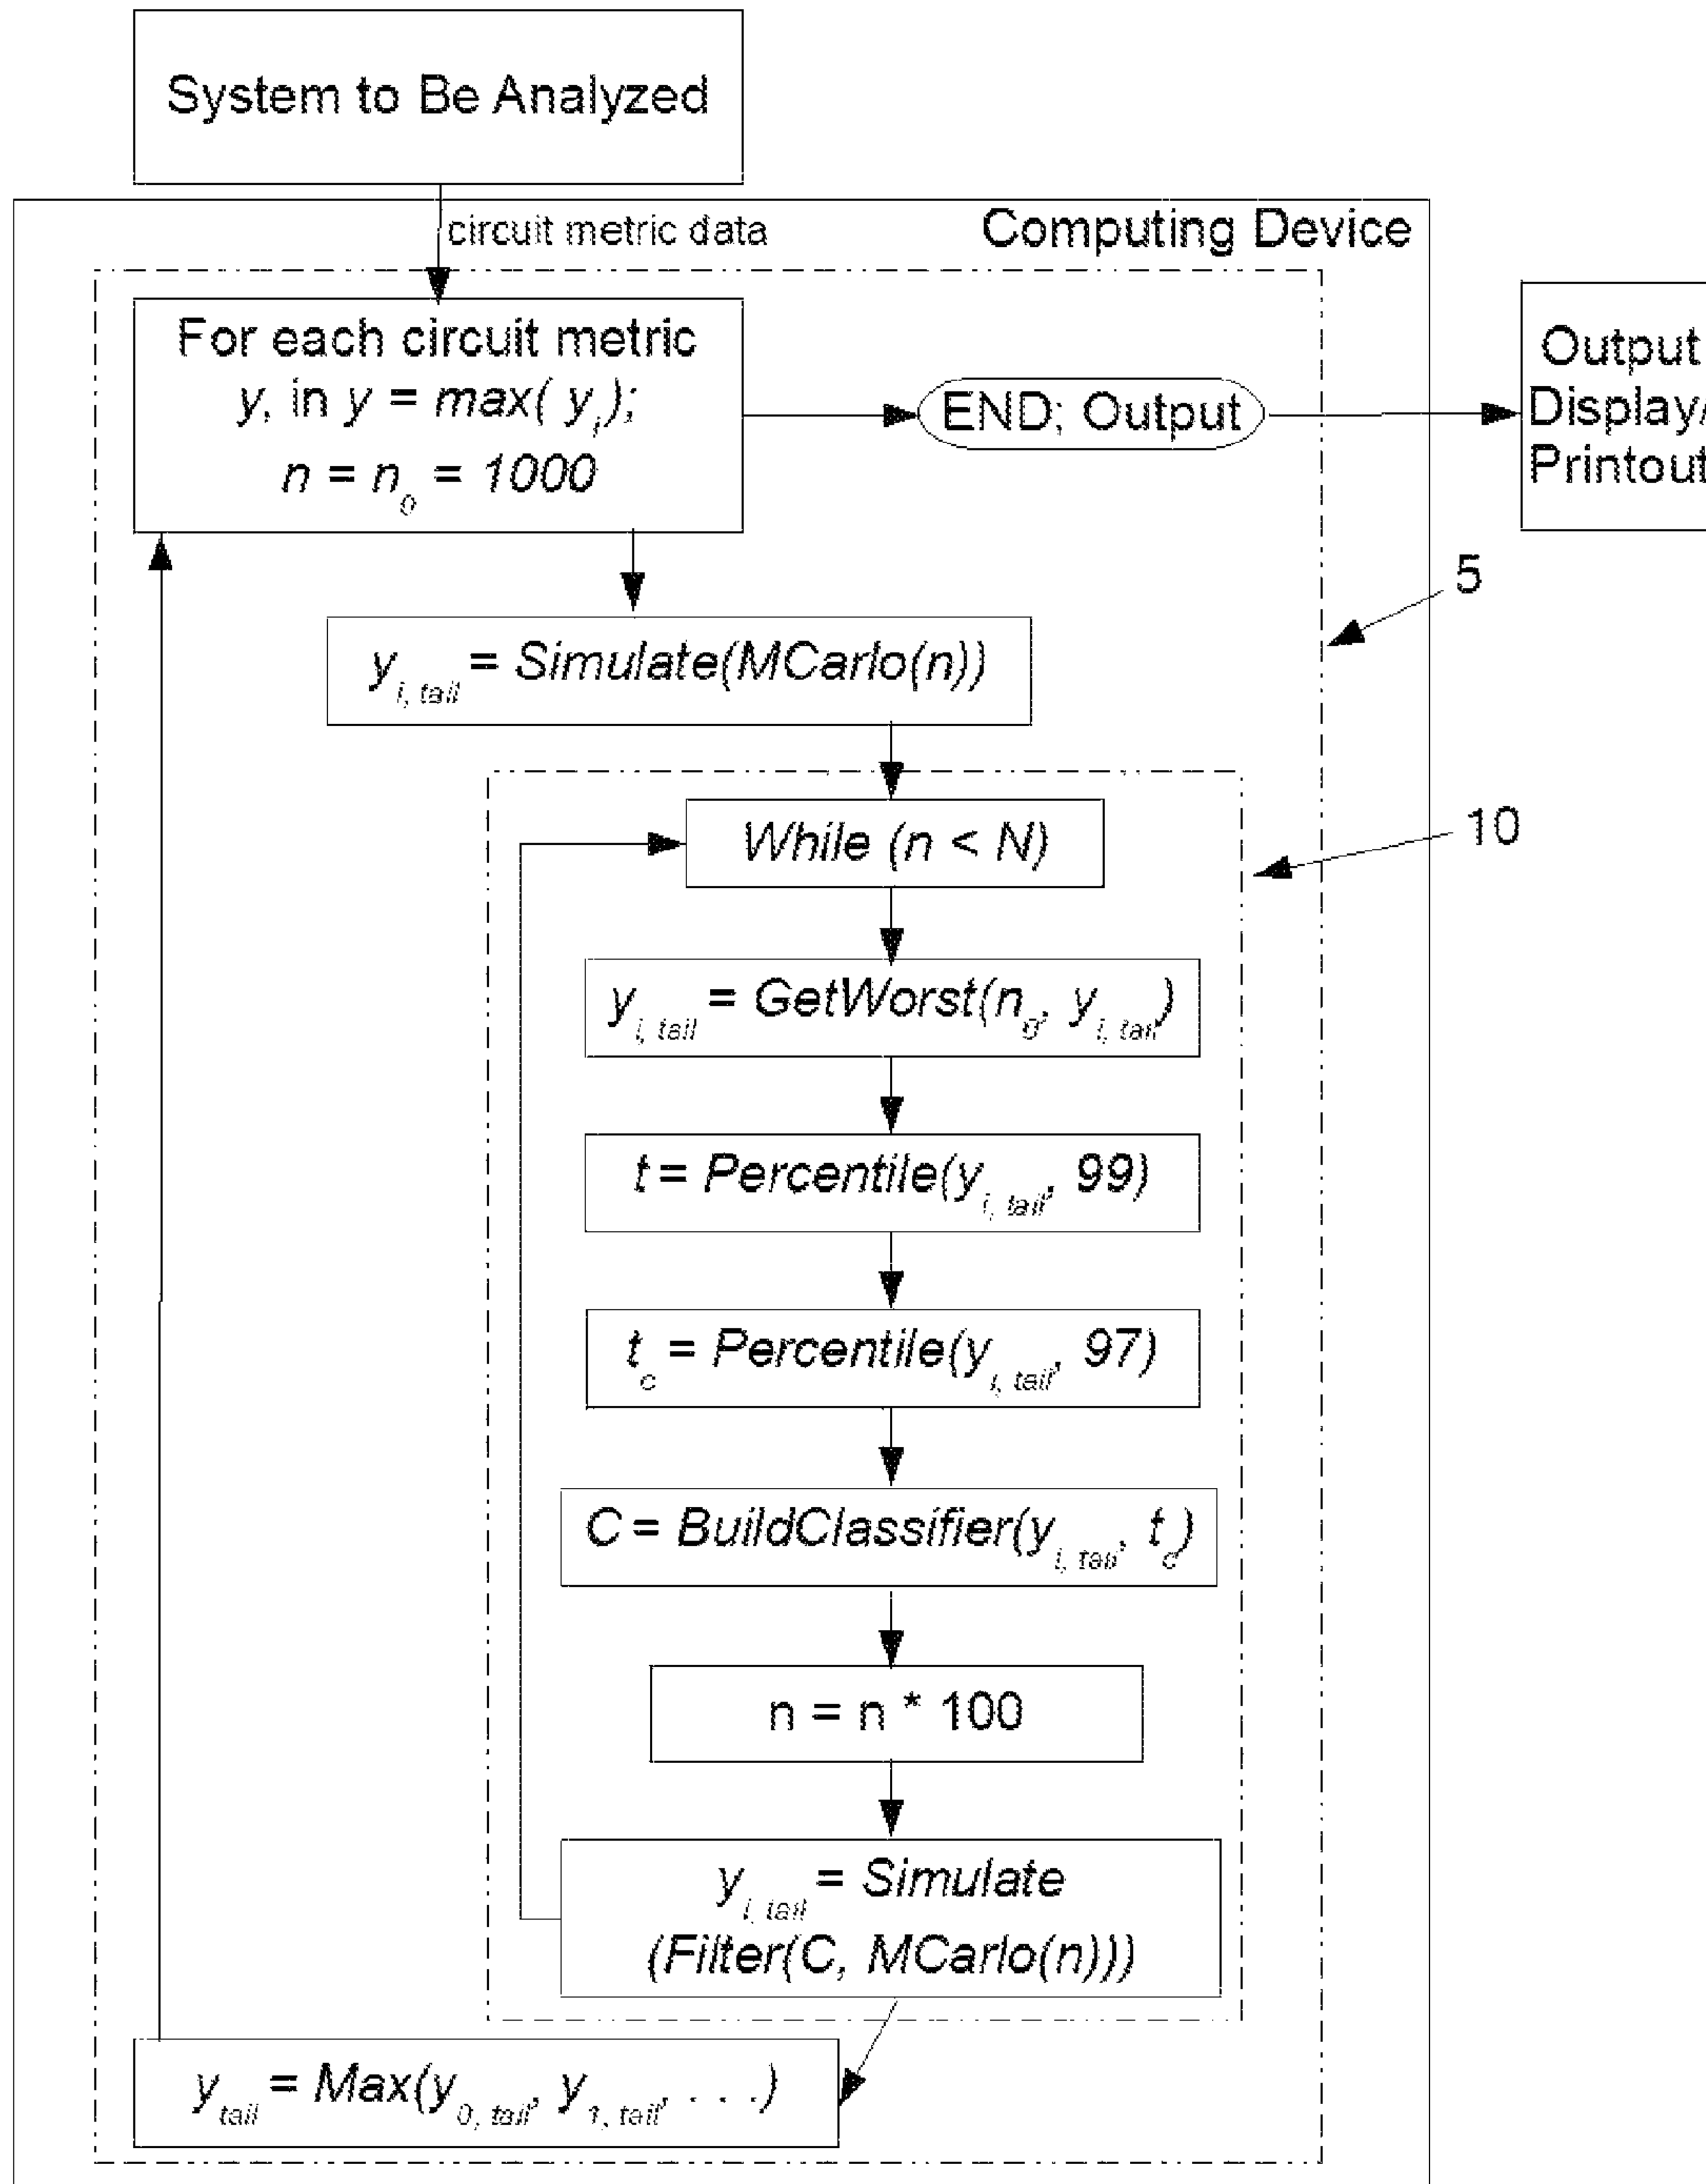 System to Be Analyzed
circuit metric data
Computing Device
For each circuit metric
y, in y = max( y_i);
n = n_0 = 1000
END; Output
Output
Display/
Printout
5
y_i, tail = Simulate(MCarlo(n))
While (n < N)
10
y_i, tail = GetWorst(n_0, y_i, tail)
t = Percentile(y_i, tail, 99)
t_c = Percentile(y_i, tail, 97)
C = BuildClassifier(y_i, tail, t_c)
n = n * 100
y_i, tail = Simulate
(Filter(C, MCarlo(n)))
y_tail = Max(y_0, tail, y_1, tail, . . .)